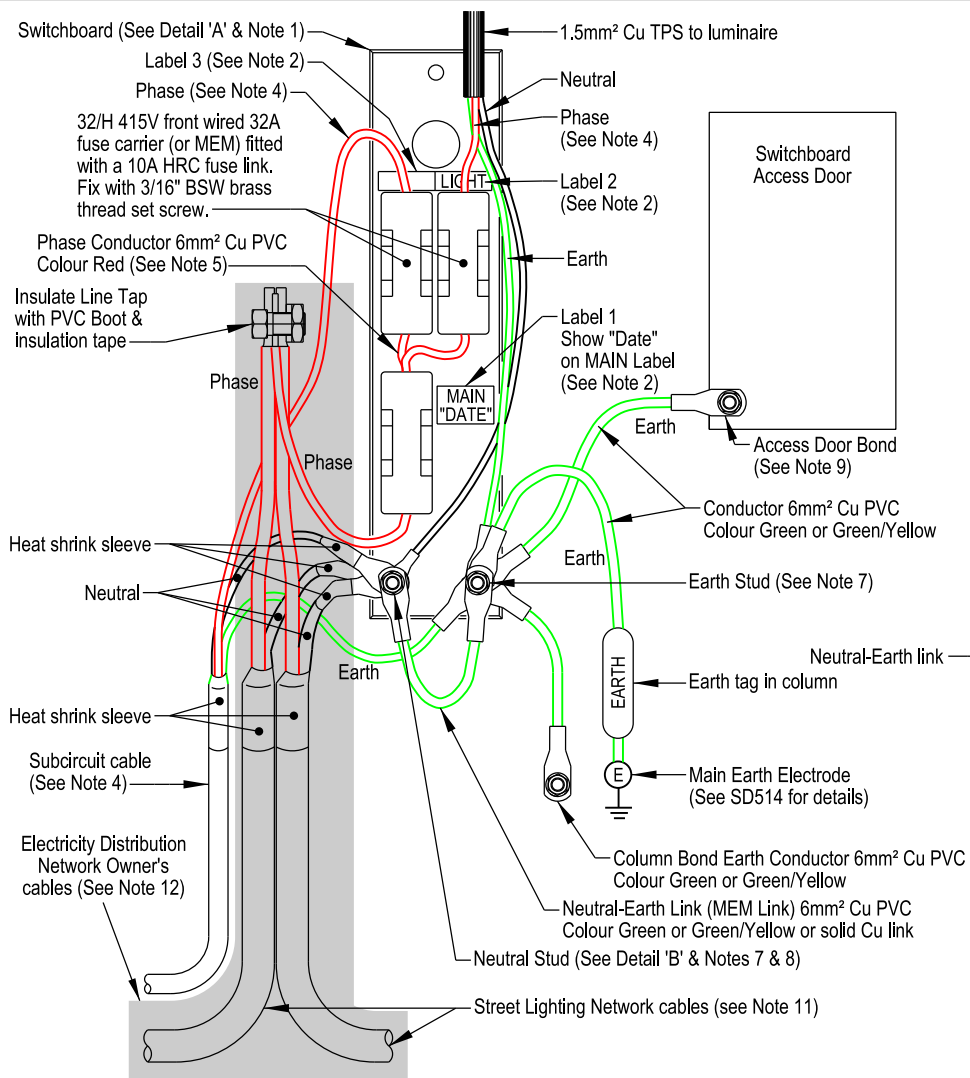 Switchboard (See Detail 'A' & Note 1)
1.5mm² Cu TPS to luminaire
Label 3 (See Note 2)
Neutral
Phase (See Note 4)
Phase
(See Note 4)
32/H 415V front wired 32A
fuse carrier (or MEM) fitted
with a 10A HRC fuse link.
Fix with 3/16" BSW brass
thread set screw.
Switchboard
Access Door
LIGHT
Label 2
(See Note 2)
Phase Conductor 6mm² Cu PVC
Colour Red (See Note 5)
Earth
Insulate Line Tap
with PVC Boot &
insulation tape
Label 1
Show "Date"
on MAIN Label
(See Note 2)
Phase
MAIN
"DATE"
Earth
Access Door Bond
(See Note 9)
Phase
Conductor 6mm² Cu PVC
Colour Green or Green/Yellow
Heat shrink sleeve
Earth
Neutral
Earth Stud (See Note 7)
Neutral-Earth link
Earth
EARTH
Earth tag in column
Heat shrink sleeve
Subcircuit cable
(See Note 4)
E
Main Earth Electrode
(See SD514 for details)
Electricity Distribution
Network Owner's
cables (See Note 12)
Column Bond Earth Conductor 6mm² Cu PVC
Colour Green or Green/Yellow
Neutral-Earth Link (MEM Link) 6mm² Cu PVC
Colour Green or Green/Yellow or solid Cu link
Neutral Stud (See Detail 'B' & Notes 7 & 8)
Street Lighting Network cables (see Note 11)